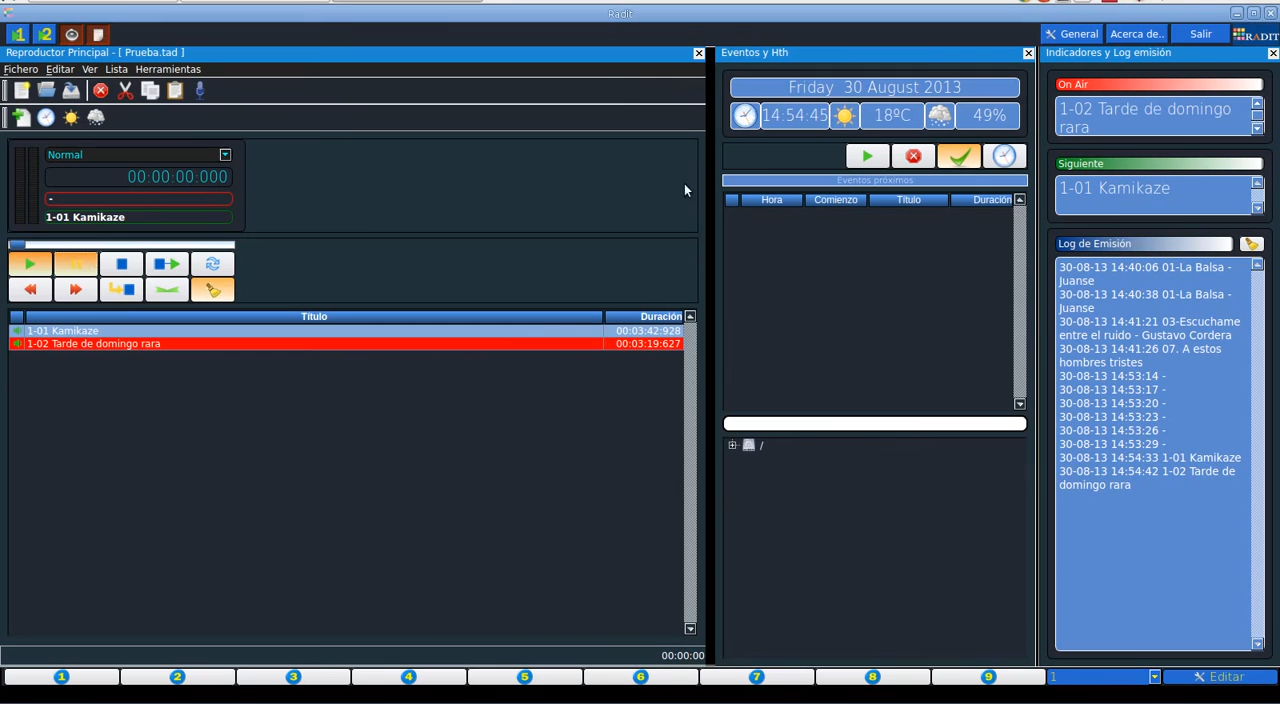 Radit
1 2
General Acerca de.. Salir RADIT
Reproductor Principal - [ Prueba.tad ]
Fichero Editar Ver Lista Herramientas
Normal
00:00:00:000
-
1-01 Kamikaze
Título Duración
1-01 Kamikaze 00:03:42:928
1-02 Tarde de domingo rara 00:03:19:627
00:00:00
Eventos y Hth
Friday 30 August 2013
14:54:45 18ºC 49%
Eventos próximos
Hora Comienzo Título Duración
/
Indicadores y Log emisión
On Air
1-02 Tarde de domingo
rara
Siguiente
1-01 Kamikaze
Log de Emisión
30-08-13 14:40:06 01-La Balsa -
Juanse
30-08-13 14:40:38 01-La Balsa -
Juanse
30-08-13 14:41:21 03-Escuchame
entre el ruido - Gustavo Cordera
30-08-13 14:41:26 07. A estos
hombres tristes
30-08-13 14:53:14 -
30-08-13 14:53:17 -
30-08-13 14:53:20 -
30-08-13 14:53:23 -
30-08-13 14:53:26 -
30-08-13 14:53:29 -
30-08-13 14:54:33 1-01 Kamikaze
30-08-13 14:54:42 1-02 Tarde de
domingo rara
1 2 3 4 5 6 7 8 9 1 Editar